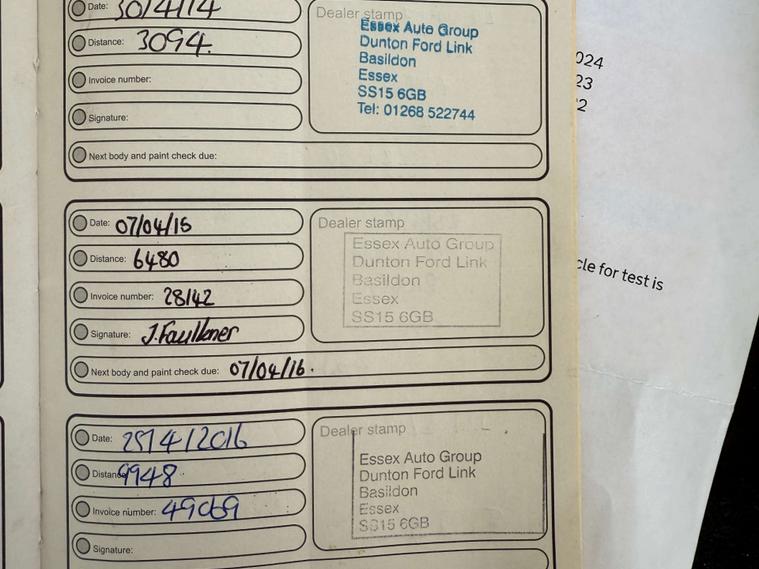 Date: 30/4/14
Distance: 3094.
Invoice number:
Signature:
Next body and paint check due:
Dealer stamp
Essex Auto Group
Dunton Ford Link
Basildon
Essex
SS15 6GB
Tel: 01268 522744
Date: 07/04/15
Distance: 6480
Invoice number: 28142
Signature: J.Faulkner
Next body and paint check due: 07/04/16.
Dealer stamp
Essex Auto Group
Dunton Ford Link
Basildon
Essex
SS15 6GB
Date: 25/4/2016
Distance 9948
Invoice number: 49069
Signature:
Dealer stamp
Essex Auto Group
Dunton Ford Link
Basildon
Essex
SS15 6GB
024
23
2
cle for test is